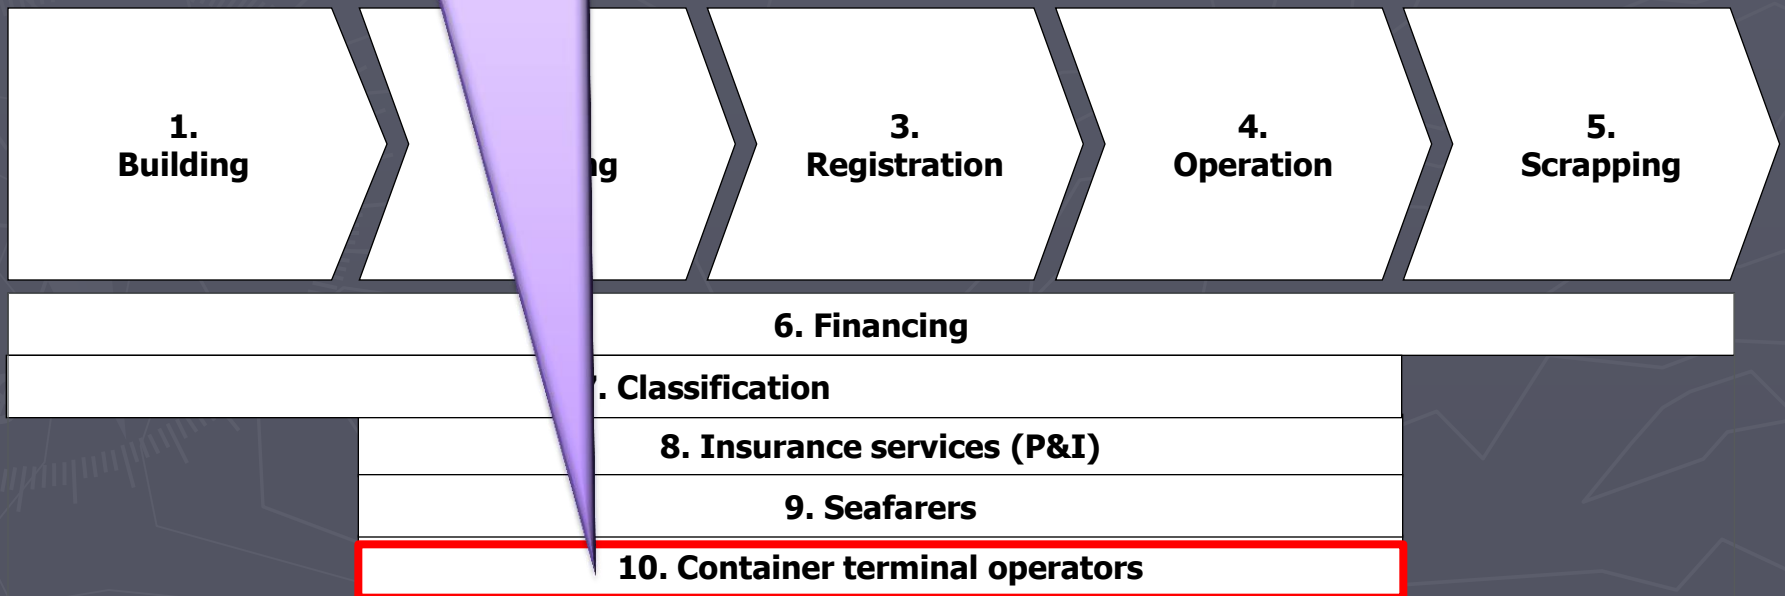 1.
Building
3.
Registration
4.
Operation
5.
Scrapping
6. Financing
. Classification
8. Insurance services (P&I)
9. Seafarers
10. Container terminal operators